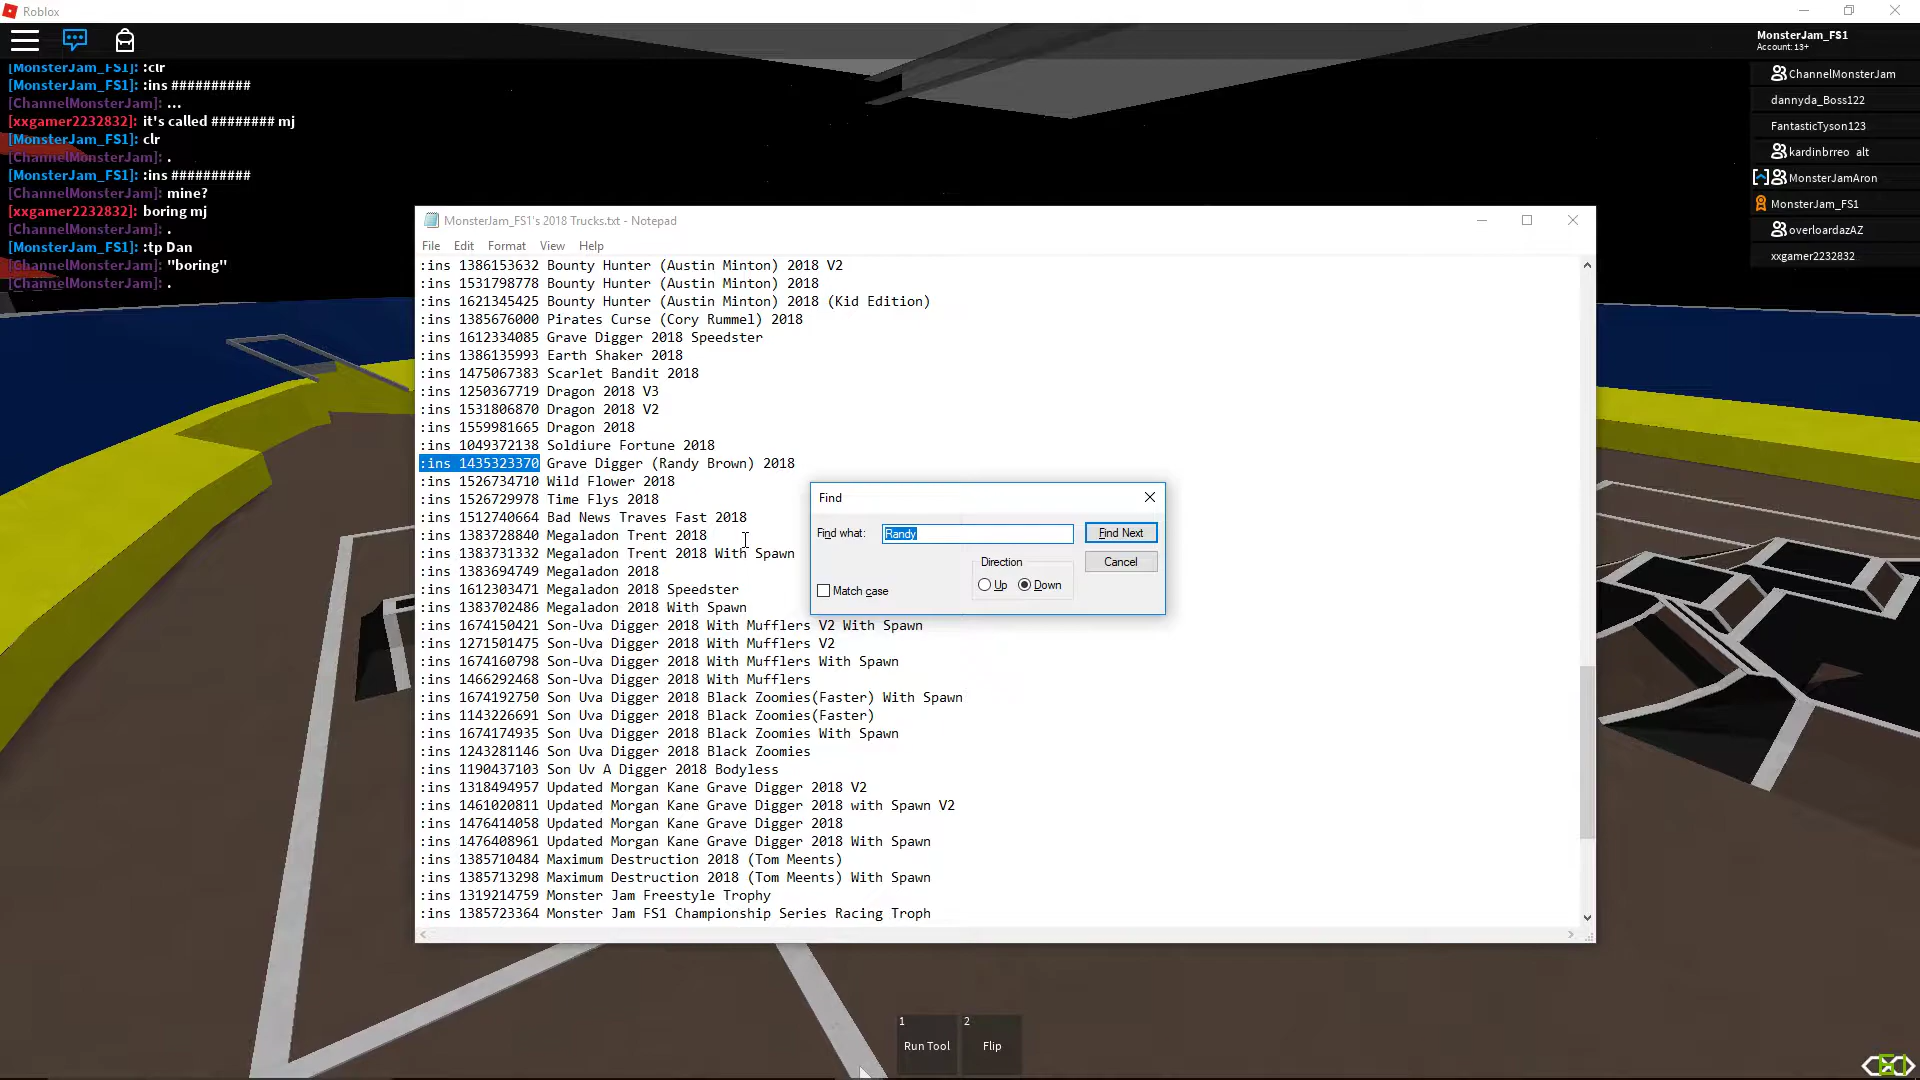 Roblox
[MonsterJam_FS1]: :clr
[MonsterJam_FS1]: :ins ##########
[ChannelMonsterJam]: ...
[xxgamer2232832]: it's called ######## mj
[MonsterJam_FS1]: clr
[ChannelMonsterJam]: .
[MonsterJam_FS1]: :ins ##########
[ChannelMonsterJam]: mine?
[xxgamer2232832]: boring mj
[ChannelMonsterJam]: .
[MonsterJam_FS1]: :tp Dan
[ChannelMonsterJam]: "boring"
[ChannelMonsterJam]: .
MonsterJam_FS1
Account: 13+
ChannelMonsterJam
dannyda_Boss122
FantasticTyson123
kardinbrreo alt
MonsterJamAron
MonsterJam_FS1
overloardazAZ
xxgamer2232832
MonsterJam_FS1's 2018 Trucks.txt - Notepad
File Edit Format View Help
:ins 1386153632 Bounty Hunter (Austin Minton) 2018 V2
:ins 1531798778 Bounty Hunter (Austin Minton) 2018
:ins 1621345425 Bounty Hunter (Austin Minton) 2018 (Kid Edition)
:ins 1385676000 Pirates Curse (Cory Rummel) 2018
:ins 1612334085 Grave Digger 2018 Speedster
:ins 1386135993 Earth Shaker 2018
:ins 1475067383 Scarlet Bandit 2018
:ins 1250367719 Dragon 2018 V3
:ins 1531806870 Dragon 2018 V2
:ins 1559981665 Dragon 2018
:ins 1049372138 Soldiure Fortune 2018
:ins 1435323370 Grave Digger (Randy Brown) 2018
:ins 1526734710 Wild Flower 2018
:ins 1526729978 Time Flys 2018
:ins 1512740664 Bad News Traves Fast 2018
:ins 1383728840 Megaladon Trent 2018
:ins 1383731332 Megaladon Trent 2018 With Spawn
:ins 1383694749 Megaladon 2018
:ins 1612303471 Megaladon 2018 Speedster
:ins 1383702486 Megaladon 2018 With Spawn
:ins 1674150421 Son-Uva Digger 2018 With Mufflers V2 With Spawn
:ins 1271501475 Son-Uva Digger 2018 With Mufflers V2
:ins 1674160798 Son-Uva Digger 2018 With Mufflers With Spawn
:ins 1466292468 Son-Uva Digger 2018 With Mufflers
:ins 1674192750 Son Uva Digger 2018 Black Zoomies(Faster) With Spawn
:ins 1143226691 Son Uva Digger 2018 Black Zoomies(Faster)
:ins 1674174935 Son Uva Digger 2018 Black Zoomies With Spawn
:ins 1243281146 Son Uva Digger 2018 Black Zoomies
:ins 1190437103 Son Uv A Digger 2018 Bodyless
:ins 1318494957 Updated Morgan Kane Grave Digger 2018 V2
:ins 1461020811 Updated Morgan Kane Grave Digger 2018 with Spawn V2
:ins 1476414058 Updated Morgan Kane Grave Digger 2018
:ins 1476408961 Updated Morgan Kane Grave Digger 2018 With Spawn
:ins 1385710484 Maximum Destruction 2018 (Tom Meents)
:ins 1385713298 Maximum Destruction 2018 (Tom Meents) With Spawn
:ins 1319214759 Monster Jam Freestyle Trophy
:ins 1385723364 Monster Jam FS1 Championship Series Racing Troph
Find
Find what: Randy
Find Next
Direction
Cancel
Up Down
Match case
1 2
Run Tool Flip